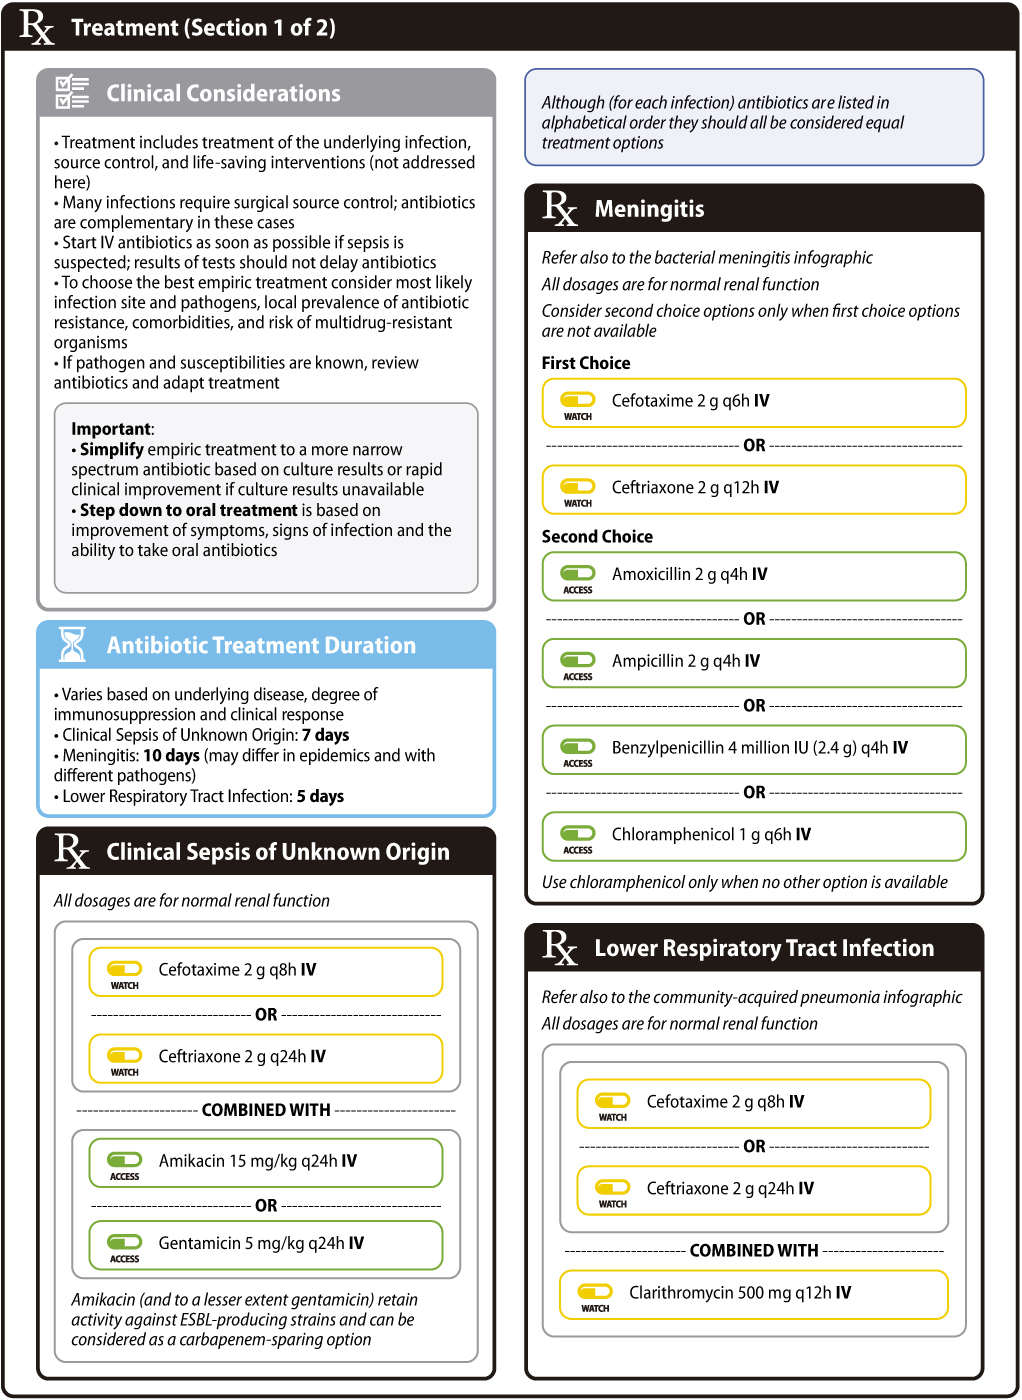 Rx Treatment (Section 1 of 2)
Clinical Considerations
• Treatment includes treatment of the underlying infection,
source control, and life-saving interventions (not addressed
here)
• Many infections require surgical source control; antibiotics
are complementary in these cases
• Start IV antibiotics as soon as possible if sepsis is
suspected; results of tests should not delay antibiotics
• To choose the best empiric treatment consider most likely
infection site and pathogens, local prevalence of antibiotic
resistance, comorbidities, and risk of multidrug-resistant
organisms
• If pathogen and susceptibilities are known, review
antibiotics and adapt treatment
Important:
• Simplify empiric treatment to a more narrow
spectrum antibiotic based on culture results or rapid
clinical improvement if culture results unavailable
• Step down to oral treatment is based on
improvement of symptoms, signs of infection and the
ability to take oral antibiotics
Antibiotic Treatment Duration
• Varies based on underlying disease, degree of
immunosuppression and clinical response
• Clinical Sepsis of Unknown Origin: 7 days
• Meningitis: 10 days (may differ in epidemics and with
different pathogens)
• Lower Respiratory Tract Infection: 5 days
Rx Clinical Sepsis of Unknown Origin
All dosages are for normal renal function
Cefotaxime 2 g q8h IV
WATCH
OR
Ceftriaxone 2 g q24h IV
WATCH
COMBINED WITH
Amikacin 15 mg/kg q24h IV
ACCESS
OR
Gentamicin 5 mg/kg q24h IV
ACCESS
Amikacin (and to a lesser extent gentamicin) retain
activity against ESBL-producing strains and can be
considered as a carbapenem-sparing option
Although (for each infection) antibiotics are listed in
alphabetical order they should all be considered equal
treatment options
Rx Meningitis
Refer also to the bacterial meningitis infographic
All dosages are for normal renal function
Consider second choice options only when first choice options
are not available
First Choice
Cefotaxime 2 g q6h IV
WATCH
OR
Ceftriaxone 2 g q12h IV
WATCH
Second Choice
Amoxicillin 2 g q4h IV
ACCESS
OR
Ampicillin 2 g q4h IV
ACCESS
OR
Benzylpenicillin 4 million IU (2.4 g) q4h IV
ACCESS
OR
Chloramphenicol 1 g q6h IV
ACCESS
Use chloramphenicol only when no other option is available
Rx Lower Respiratory Tract Infection
Refer also to the community-acquired pneumonia infographic
All dosages are for normal renal function
Cefotaxime 2 g q8h IV
WATCH
OR
Ceftriaxone 2 g q24h IV
WATCH
COMBINED WITH
Clarithromycin 500 mg q12h IV
WATCH